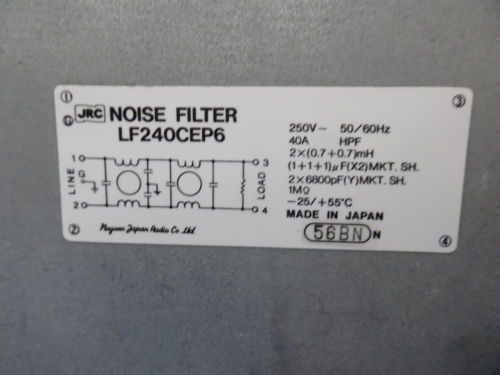 ①
③
JRC NOISE FILTER
LF240CEP6
250V~ 50/60Hz
40A HPF
2×(0.7+0.7)mH
(1+1+1)μF(X2)MKT. SH.
2×6800pF(Y)MKT. SH.
1MΩ
-25/+55°C
MADE IN JAPAN
56BN N
1
LINE
2
3
LOAD
4
②
Japan Radio Co., Ltd
④